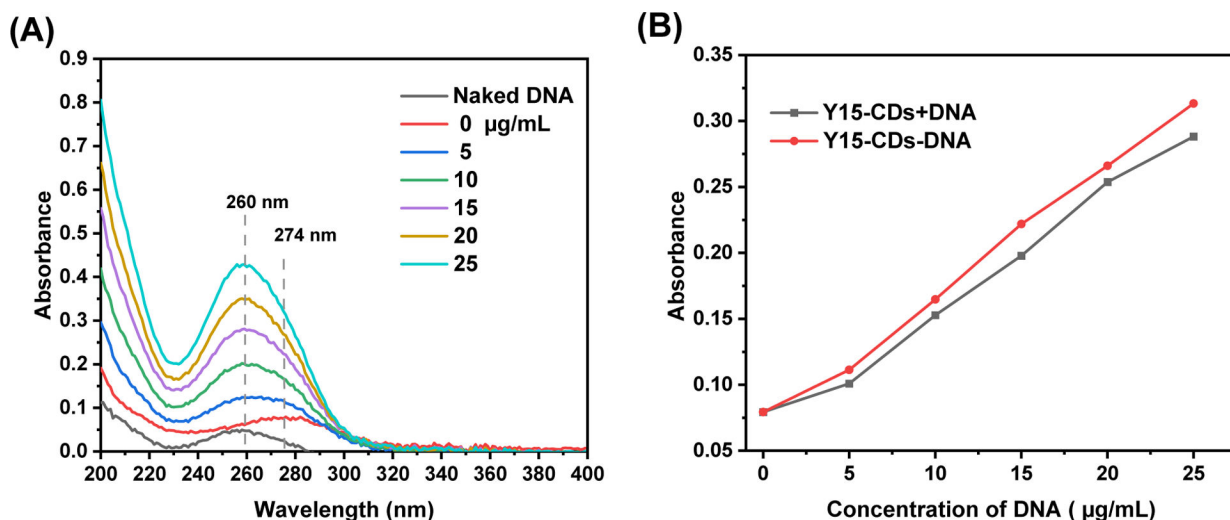 (A)
0.9
0.8
0.7
0.6
0.5
0.4
0.3
0.2
0.1
0.0
Absorbance
200 220 240 260 280 300 320 340 360 380 400
Wavelength (nm)
Naked DNA
0 µg/mL
5
10
15
20
25
260 nm
274 nm
(B)
0.35
0.30
0.25
0.20
0.15
0.10
0.05
Absorbance
0 5 10 15 20 25
Concentration of DNA ( µg/mL)
Y15-CDs+DNA
Y15-CDs-DNA